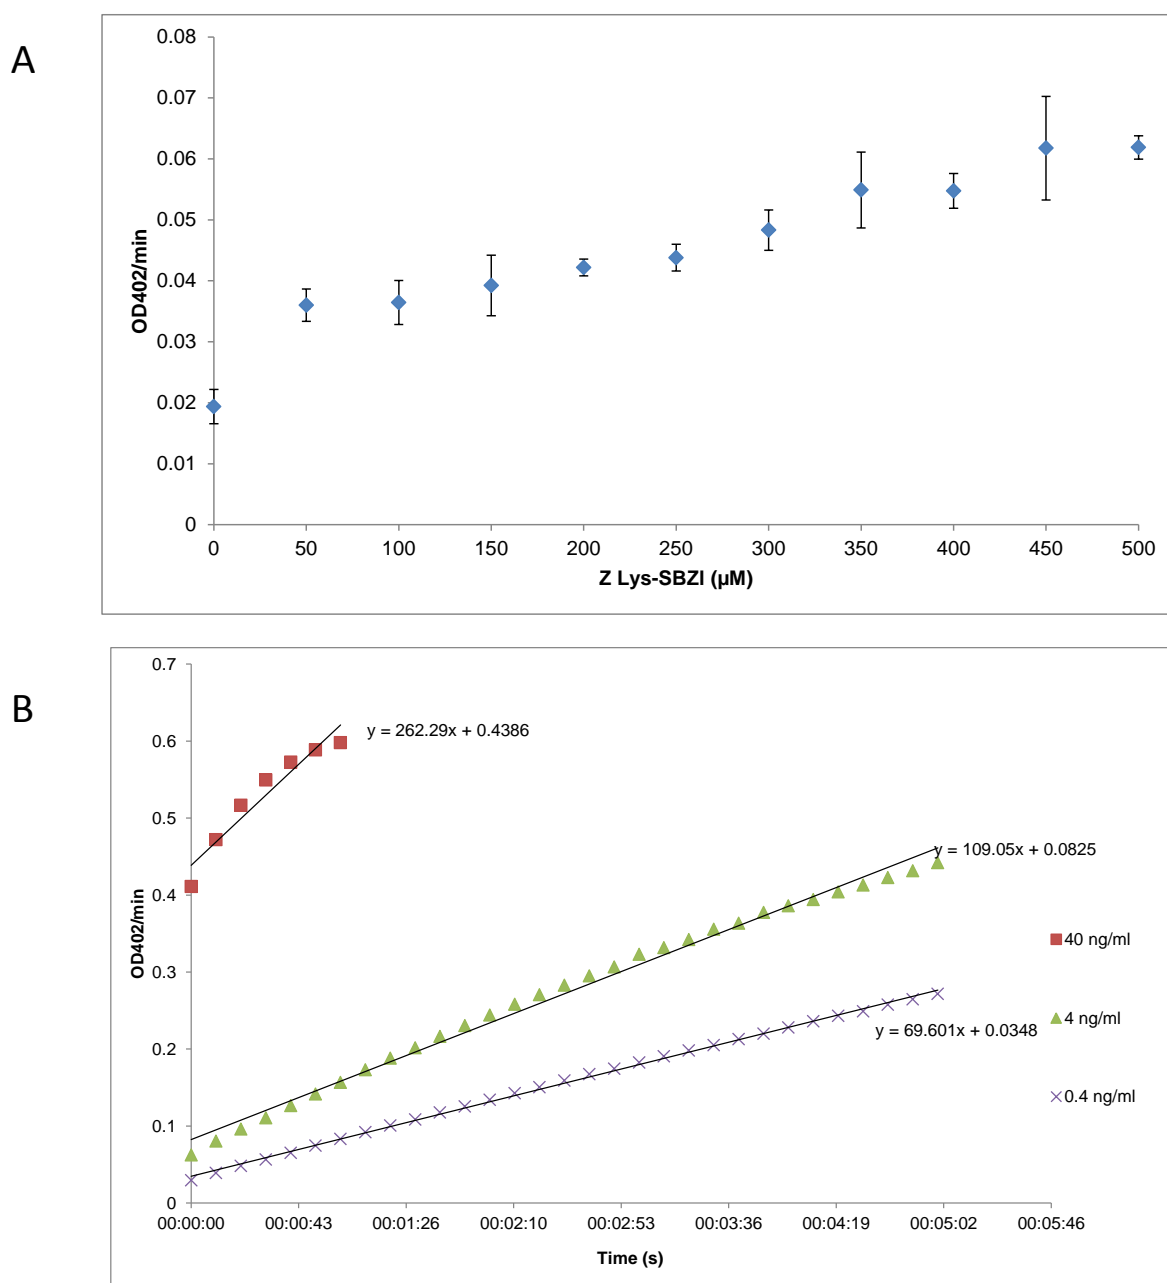 A
0.08
0.07
0.06
0.05
0.04
0.03
0.02
0.01
0
OD402/min
0 50 100 150 200 250 300 350 400 450 500
Z Lys-SBZI (µM)
B
0.7
0.6
0.5
0.4
0.3
0.2
0.1
0
OD402/min
y = 262.29x + 0.4386
y = 109.05x + 0.0825
y = 69.601x + 0.0348
40 ng/ml
4 ng/ml
0.4 ng/ml
00:00:00 00:00:43 00:01:26 00:02:10 00:02:53 00:03:36 00:04:19 00:05:02 00:05:46
Time (s)